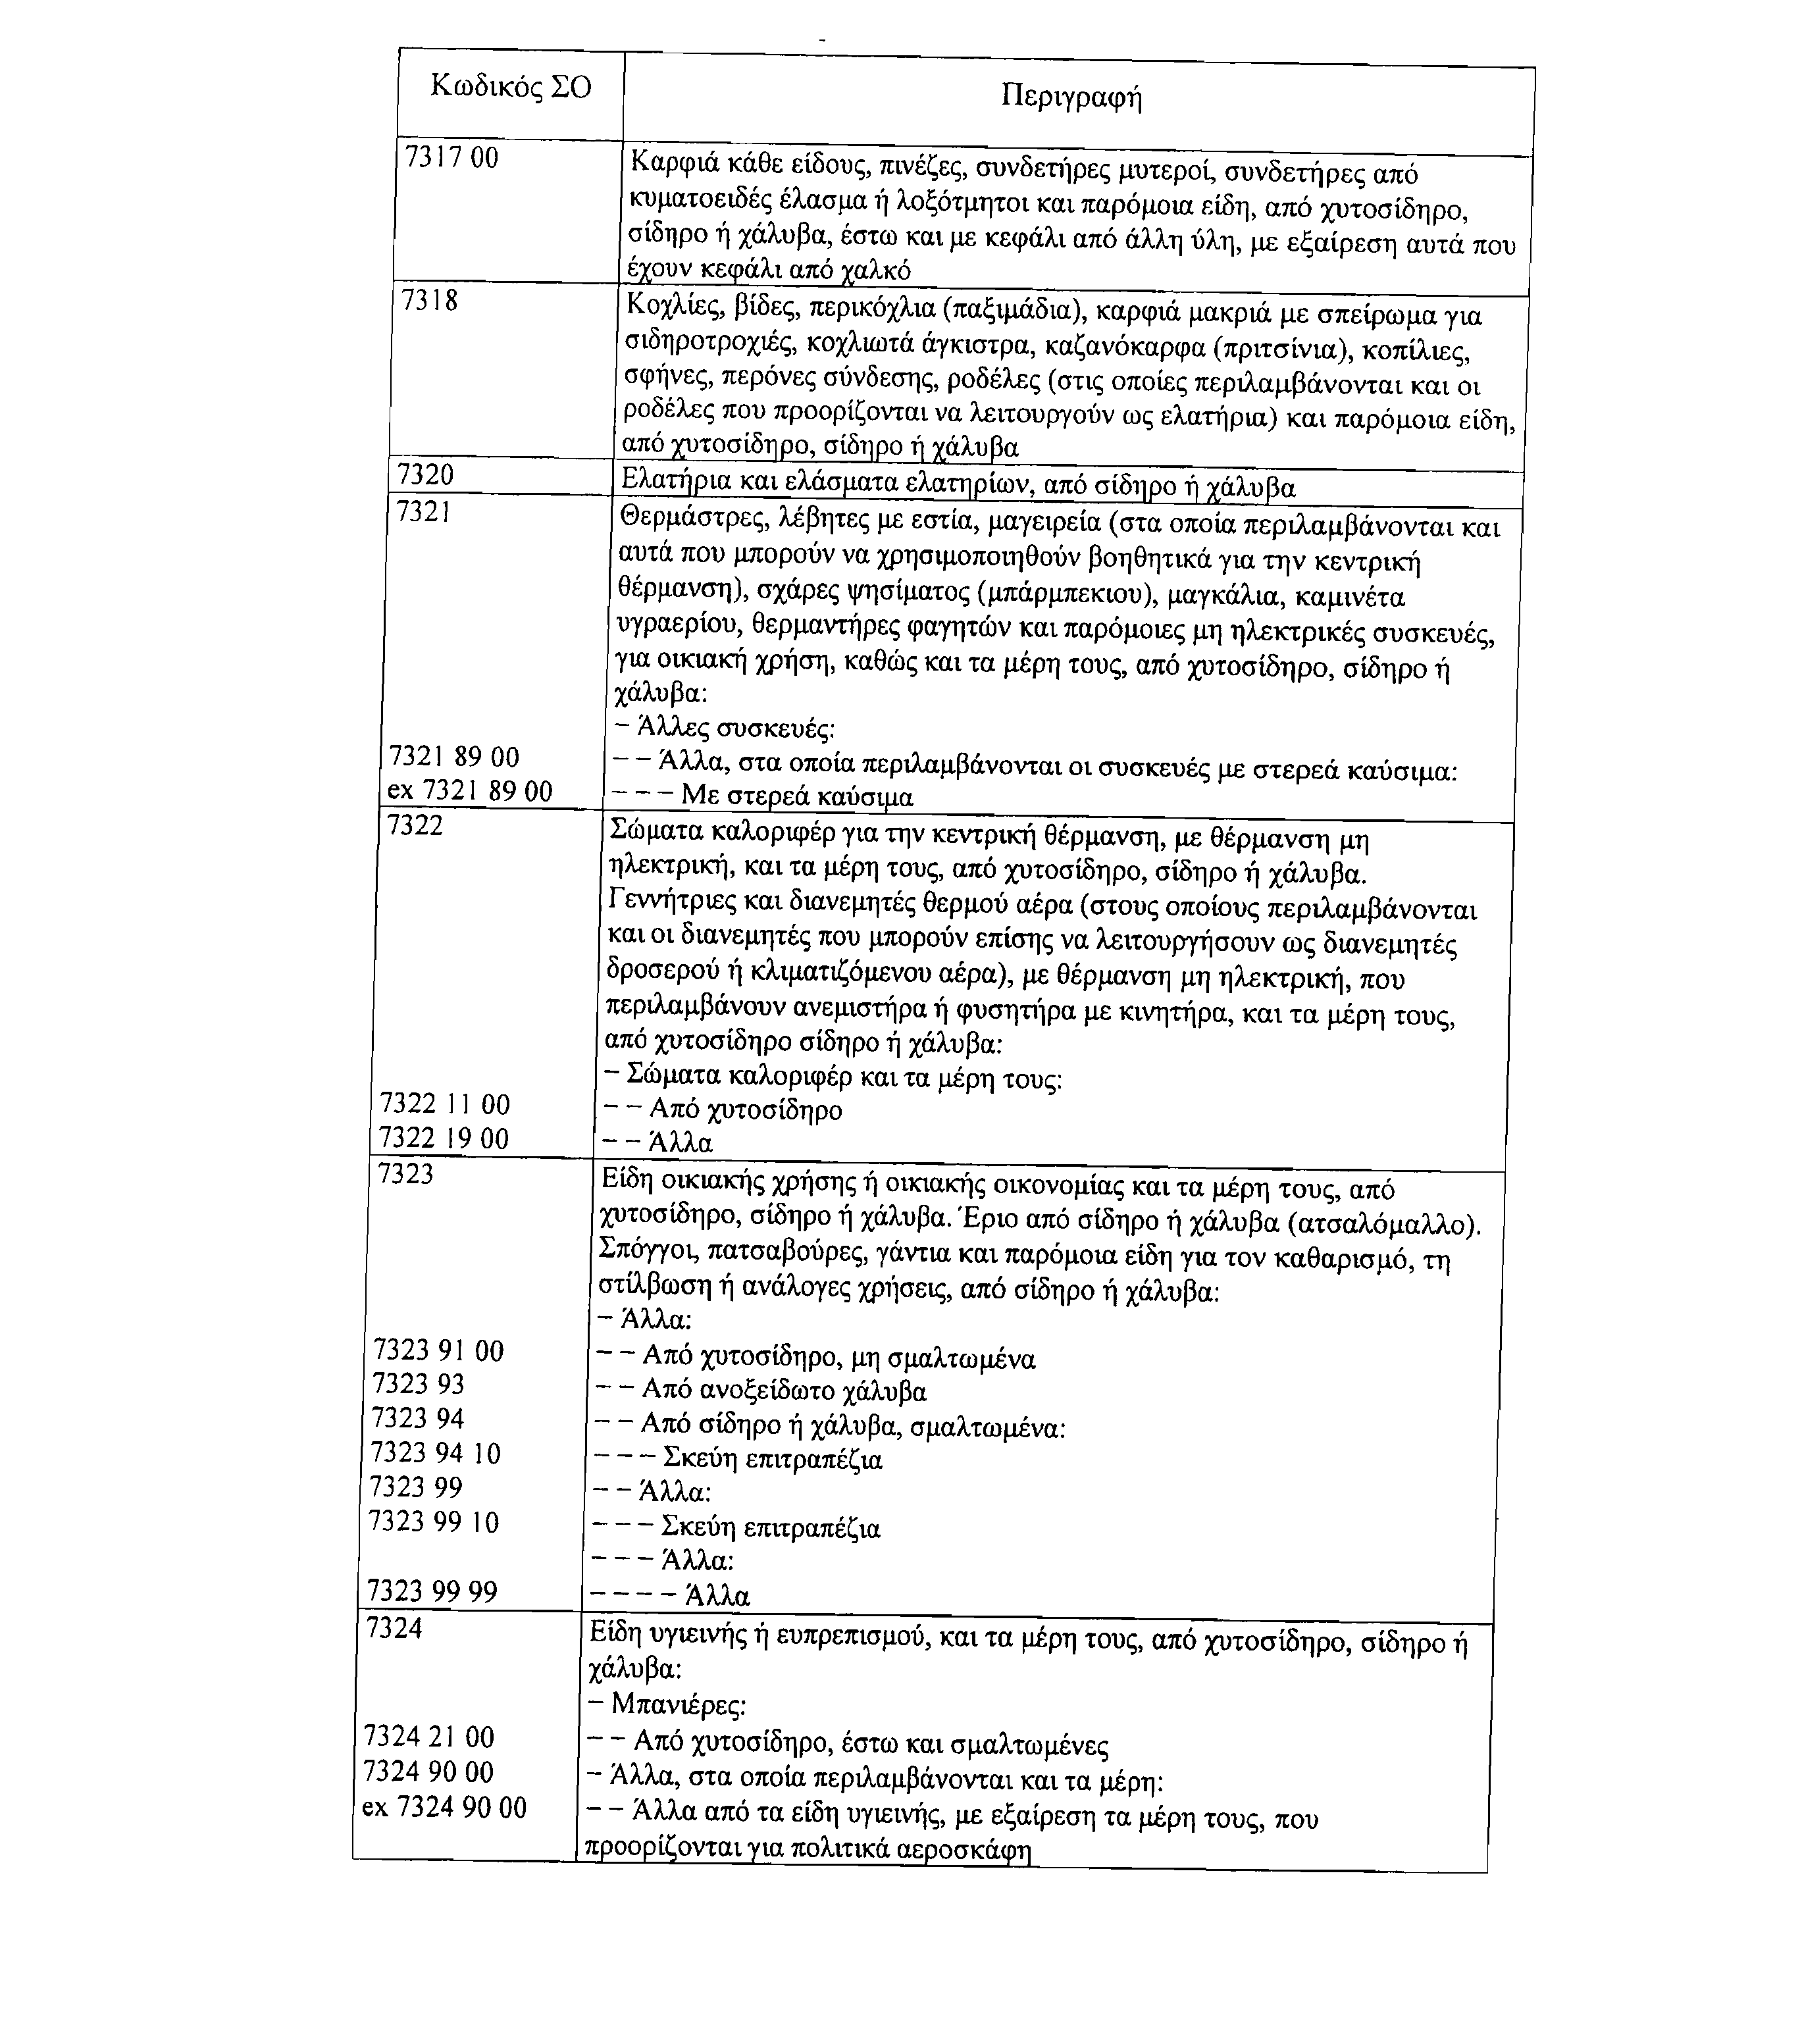 Κωδικός ΣΟ
Περιγραφή
7317 00
Καρφιά κάθε είδους, πινέζες, συνδετήρες μυτεροί, συνδετήρες από
κυματοειδές έλασμα ή λοξότμητοι και παρόμοια είδη, από χυτοσίδηρο,
σίδηρο ή χάλυβα, έστω και με κεφάλι από άλλη ύλη, με εξαίρεση αυτά που
έχουν κεφάλι από χαλκό
7318
Κοχλίες, βίδες, περικόχλια (παξιμάδια), καρφιά μακριά με σπείρωμα για
σιδηροτροχιές, κοχλιωτά άγκιστρα, καζανόκαρφα (πριτσίνια), κοπίλιες,
σφήνες, περόνες σύνδεσης, ροδέλες (στις οποίες περιλαμβάνονται και οι
ροδέλες που προορίζονται να λειτουργούν ως ελατήρια) και παρόμοια είδη,
από χυτοσίδηρο, σίδηρο ή χάλυβα
7320
Ελατήρια και ελάσματα ελατηρίων, από σίδηρο ή χάλυβα
7321
Θερμάστρες, λέβητες με εστία, μαγειρεία (στα οποία περιλαμβάνονται και
αυτά που μπορούν να χρησιμοποιηθούν βοηθητικά για την κεντρική
θέρμανση), σχάρες ψησίματος (μπάρμπεκιου), μαγκάλια, καμινέτα
υγραερίου, θερμαντήρες φαγητών και παρόμοιες μη ηλεκτρικές συσκευές,
για οικιακή χρήση, καθώς και τα μέρη τους, από χυτοσίδηρο, σίδηρο ή
χάλυβα:
− Άλλες συσκευές:
7321 89 00 − − Άλλα, στα οποία περιλαμβάνονται οι συσκευές με στερεά καύσιμα:
ex 7321 89 00 − − − Με στερεά καύσιμα
7322
Σώματα καλοριφέρ για την κεντρική θέρμανση, με θέρμανση μη
ηλεκτρική, και τα μέρη τους, από χυτοσίδηρο, σίδηρο ή χάλυβα.
Γεννήτριες και διανεμητές θερμού αέρα (στους οποίους περιλαμβάνονται
και οι διανεμητές που μπορούν επίσης να λειτουργήσουν ως διανεμητές
δροσερού ή κλιματιζόμενου αέρα), με θέρμανση μη ηλεκτρική, που
περιλαμβάνουν ανεμιστήρα ή φυσητήρα με κινητήρα, και τα μέρη τους,
από χυτοσίδηρο σίδηρο ή χάλυβα:
− Σώματα καλοριφέρ και τα μέρη τους:
7322 11 00 − − Από χυτοσίδηρο
7322 19 00 − − Άλλα
7323
Είδη οικιακής χρήσης ή οικιακής οικονομίας και τα μέρη τους, από
χυτοσίδηρο, σίδηρο ή χάλυβα. Έριο από σίδηρο ή χάλυβα (ατσαλόμαλλο).
Σπόγγοι, πατσαβούρες, γάντια και παρόμοια είδη για τον καθαρισμό, τη
στίλβωση ή ανάλογες χρήσεις, από σίδηρο ή χάλυβα:
− Άλλα:
7323 91 00 − − Από χυτοσίδηρο, μη σμαλτωμένα
7323 93 − − Από ανοξείδωτο χάλυβα
7323 94 − − Από σίδηρο ή χάλυβα, σμαλτωμένα:
7323 94 10 − − − Σκεύη επιτραπέζια
7323 99 − − Άλλα:
7323 99 10 − − − Σκεύη επιτραπέζια
− − − Άλλα:
7323 99 99 − − − − Άλλα
7324
Είδη υγιεινής ή ευπρεπισμού, και τα μέρη τους, από χυτοσίδηρο, σίδηρο ή
χάλυβα:
− Μπανιέρες:
7324 21 00 − − Από χυτοσίδηρο, έστω και σμαλτωμένες
7324 90 00 − Άλλα, στα οποία περιλαμβάνονται και τα μέρη:
ex 7324 90 00 − − Άλλα από τα είδη υγιεινής, με εξαίρεση τα μέρη τους, που
προορίζονται για πολιτικά αεροσκάφη